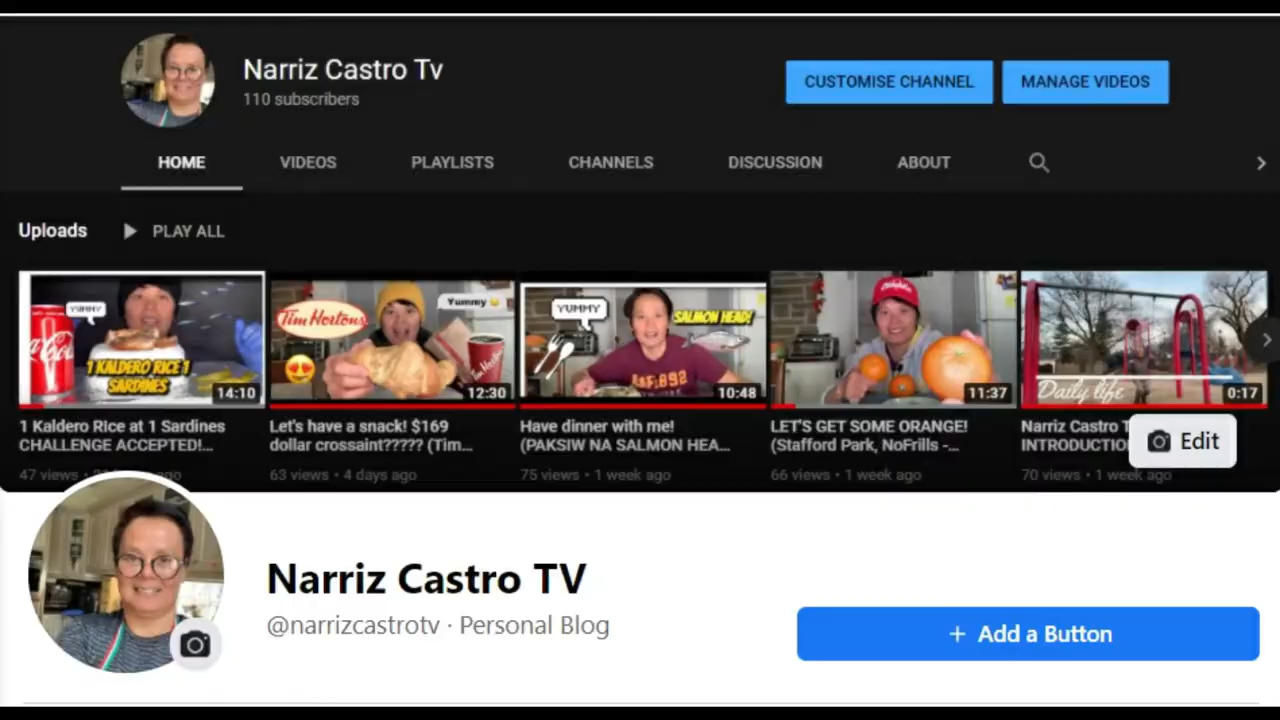 Narriz Castro Tv
110 subscribers
CUSTOMISE CHANNEL
MANAGE VIDEOS
HOME
VIDEOS
PLAYLISTS
CHANNELS
DISCUSSION
ABOUT
Uploads
PLAY ALL
YUMMY
Coca
1 KALDERO RICE 1
SARDINES
14:10
Tim Hortons
Yummy
12:30
YUMMY
SALMON HEAD!
10:48
11:37
Daily life
0:17
1 Kaldero RIce at 1 Sardines
CHALLENGE ACCEPTED!...
47 views •
ago
Let's have a snack! $169
dollar crossaint????? (Tim...
63 views • 4 days ago
Have dinner with me!
(PAKSIW NA SALMON HEA...
75 views • 1 week ago
LET'S GET SOME ORANGE!
(Stafford Park, NoFrills -...
66 views • 1 week ago
Narriz Castro T
INTRODUCTIO
70 views • 1 week ago
Edit
Narriz Castro TV
@narrizcastrotv · Personal Blog
+ Add a Button